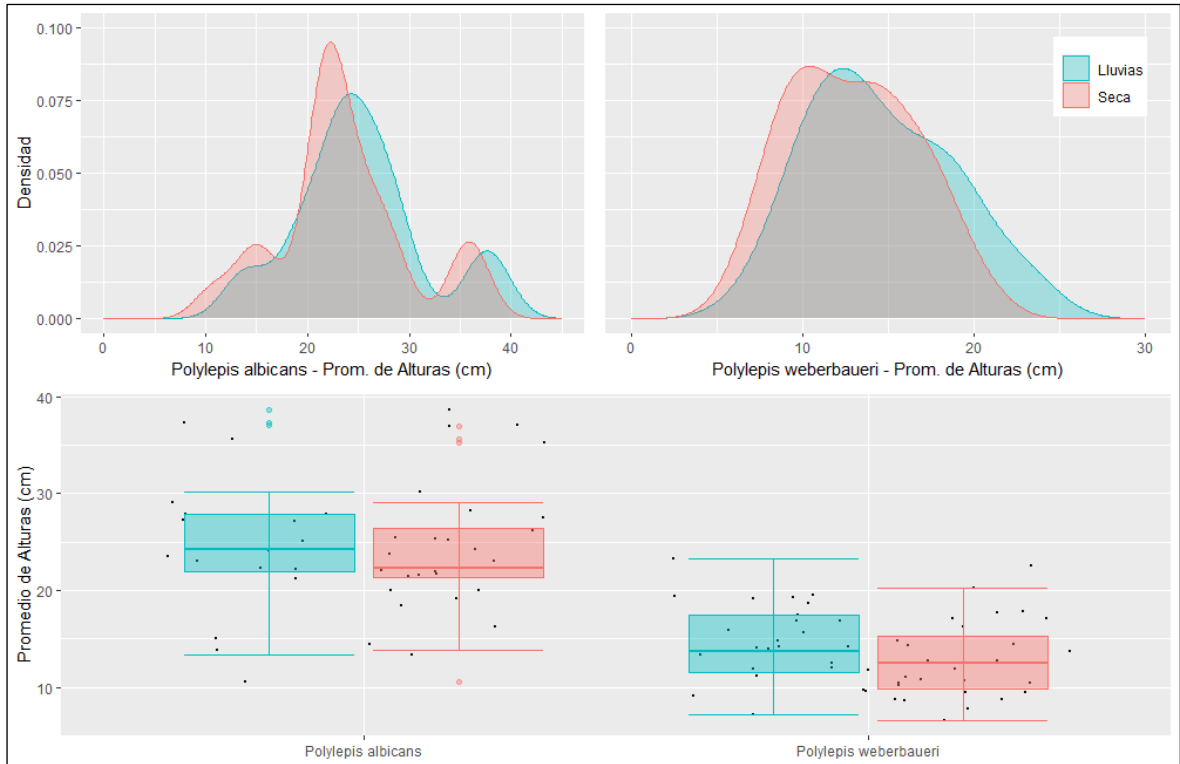 0.100
0.075
0.050
0.025
0.000
Densidad
0 10 20 30 40
Polylepis albicans - Prom. de Alturas (cm)
Lluvias
Seca
0 10 20 30
Polylepis weberbaueri - Prom. de Alturas (cm)
40
30
20
10
Promedio de Alturas (cm)
Polylepis albicans
Polylepis weberbaueri